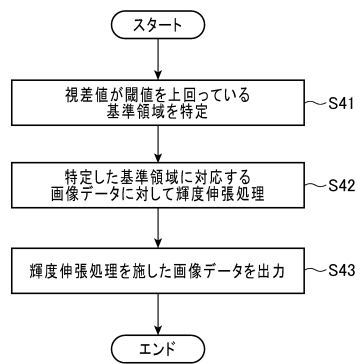 スタート
視差値が閾値を上回っている
基準領域を特定
S41
特定した基準領域に対応する
画像データに対して輝度伸張処理
S42
輝度伸張処理を施した画像データを出力
S43
エンド